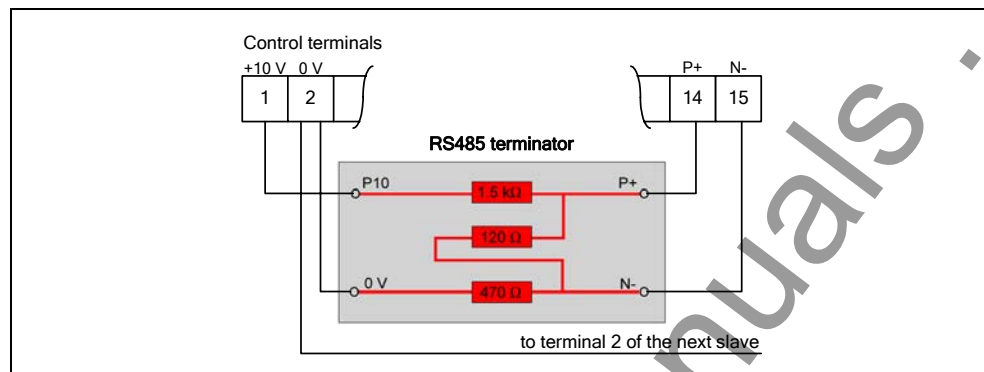 Control terminals
+10 V 0 V
P+ N-
1 2
14 15
RS485 terminator
P10
1.5 kΩ
P+
120 Ω
0 V
470 Ω
N-
to terminal 2 of the next slave
nuals .